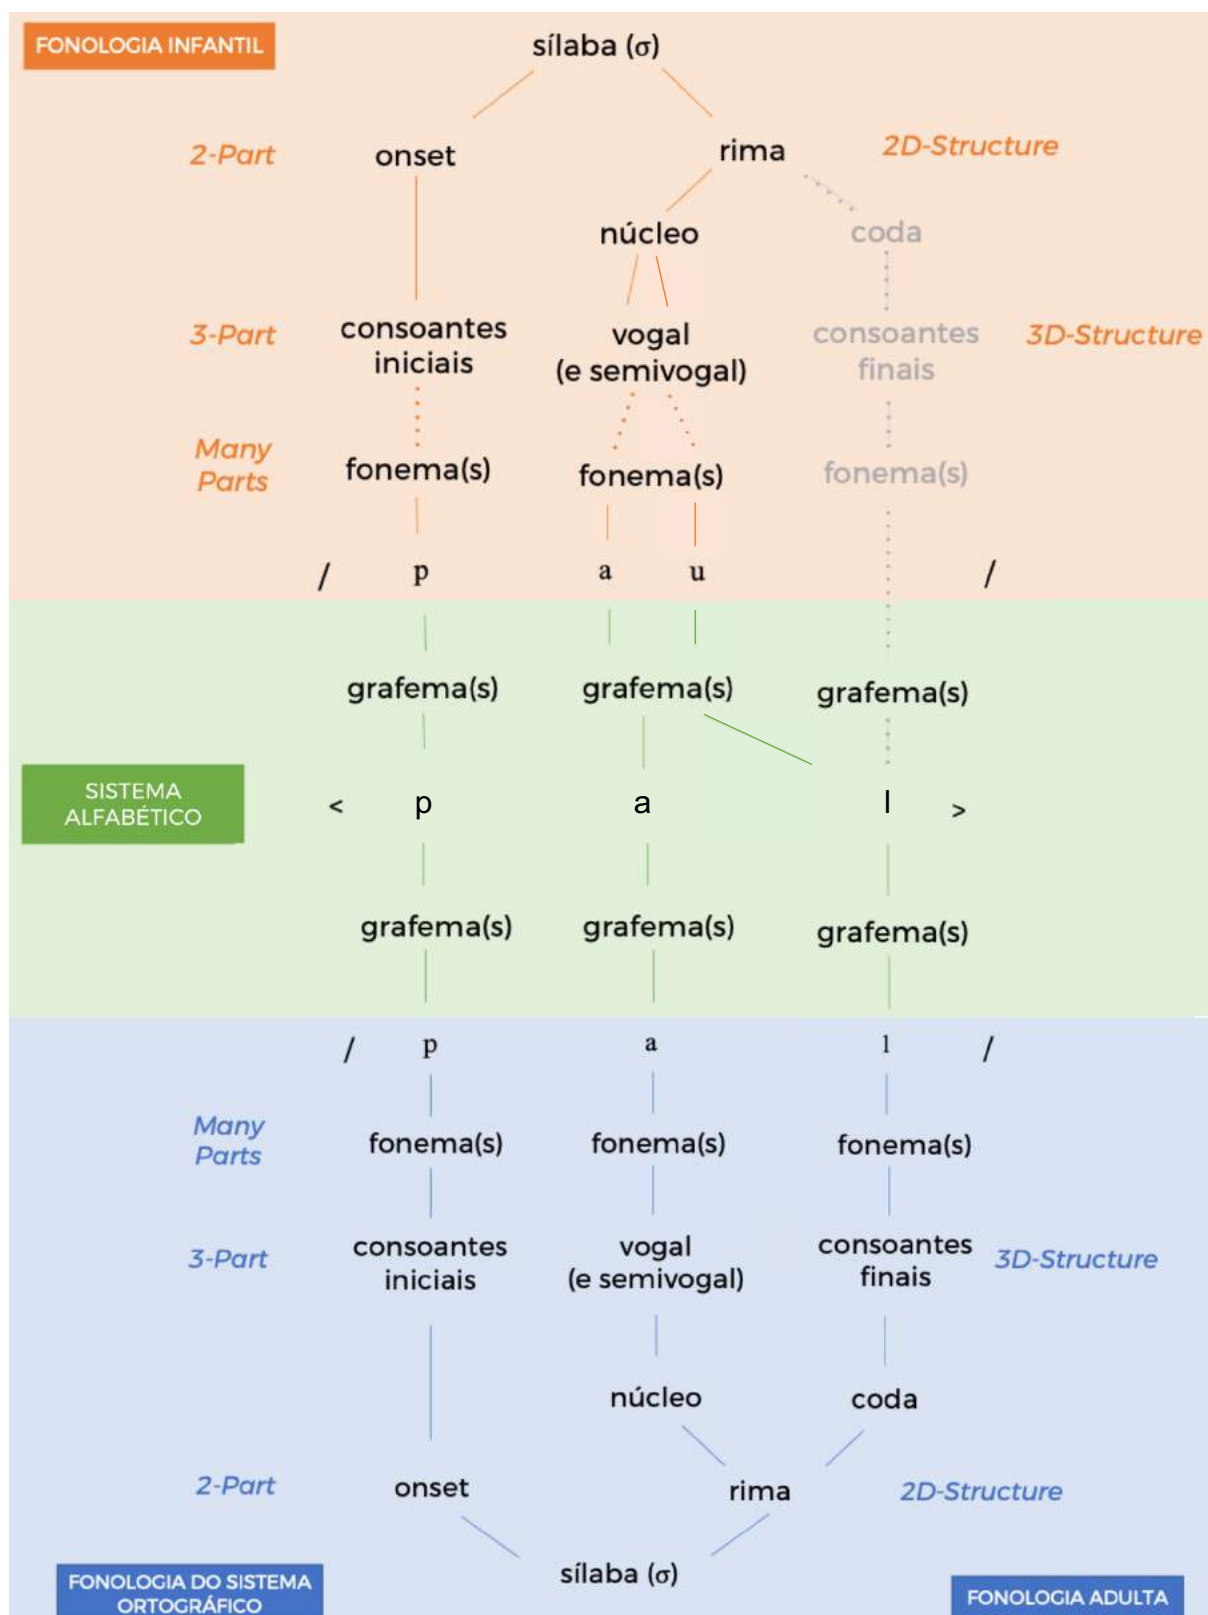 FONOLOGIA INFANTIL
sílaba (σ)
2-Part
onset
rima
2D-Structure
núcleo
coda
3-Part
consoantes
iniciais
vogal
(e semivogal)
consoantes
finais
3D-Structure
Many
Parts
fonema(s)
fonema(s)
fonema(s)
/ p a u /
grafema(s)
grafema(s)
grafema(s)
SISTEMA
ALFABÉTICO
< p a l >
grafema(s)
grafema(s)
grafema(s)
/ p a l /
Many
Parts
fonema(s)
fonema(s)
fonema(s)
3-Part
consoantes
iniciais
vogal
(e semivogal)
consoantes
finais
3D-Structure
núcleo
coda
2-Part
onset
rima
2D-Structure
sílaba (σ)
FONOLOGIA DO SISTEMA
ORTOGRÁFICO
FONOLOGIA ADULTA